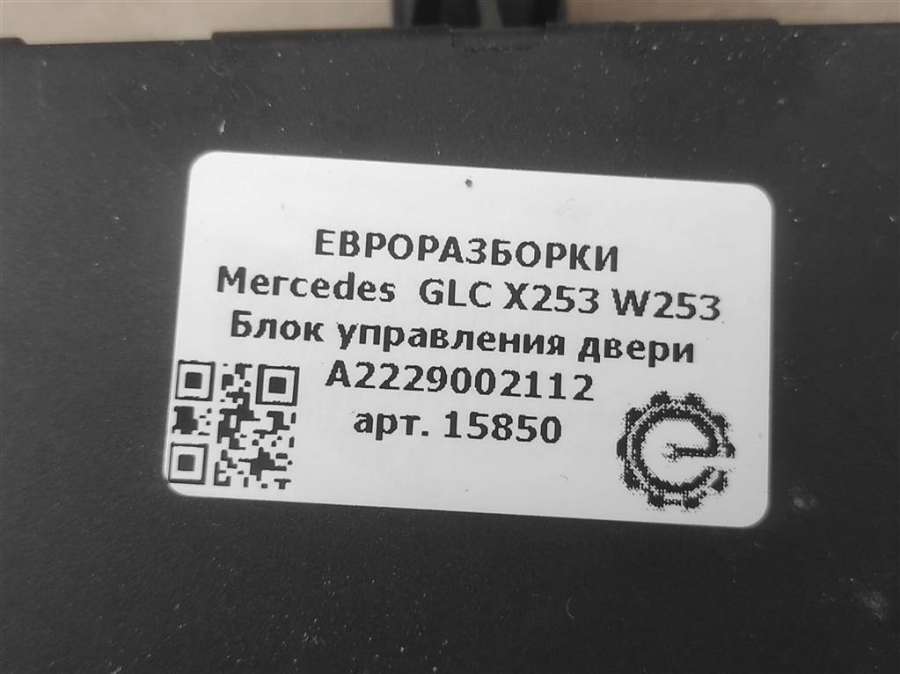 ЕВРОРАЗБОРКИ
Mercedes GLC X253 W253
Блок управления двери
A2229002112
арт. 15850